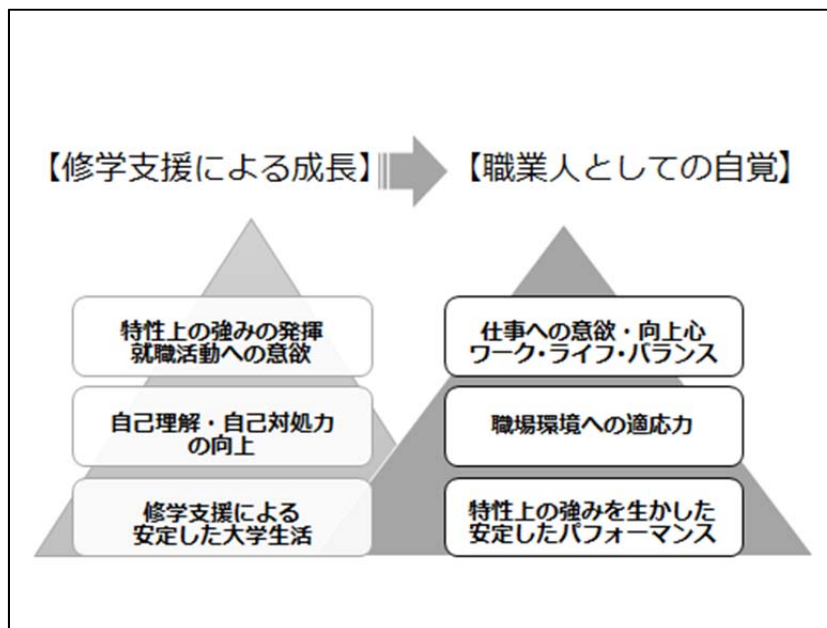 【修学支援による成長】
【職業人としての自覚】
特性上の強みの発揮
就職活動への意欲
自己理解・自己対処力
の向上
修学支援による
安定した大学生活
仕事への意欲・向上心
ワーク・ライフ・バランス
職場環境への適応力
特性上の強みを生かした
安定したパフォーマンス